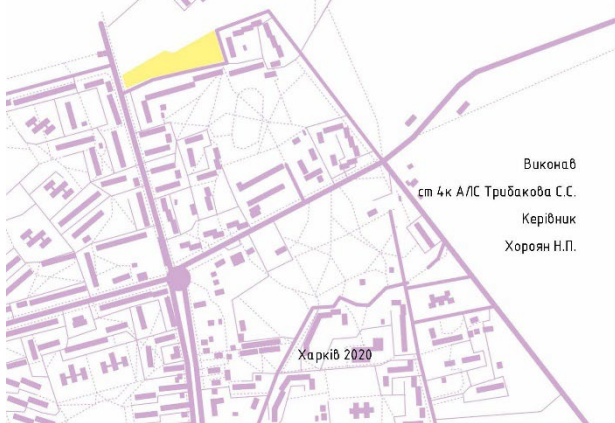 Виконав
ст 4к АЛС Трибакова С.С.
Керівник
Хороян Н.П.
Харків 2020